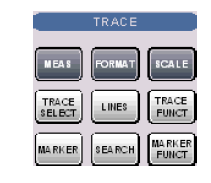 TRACE
MEAS FORMAT SCALE
TRACE SELECT LINES TRACE FUNCT
MARKER SEARCH MARKER FUNCT